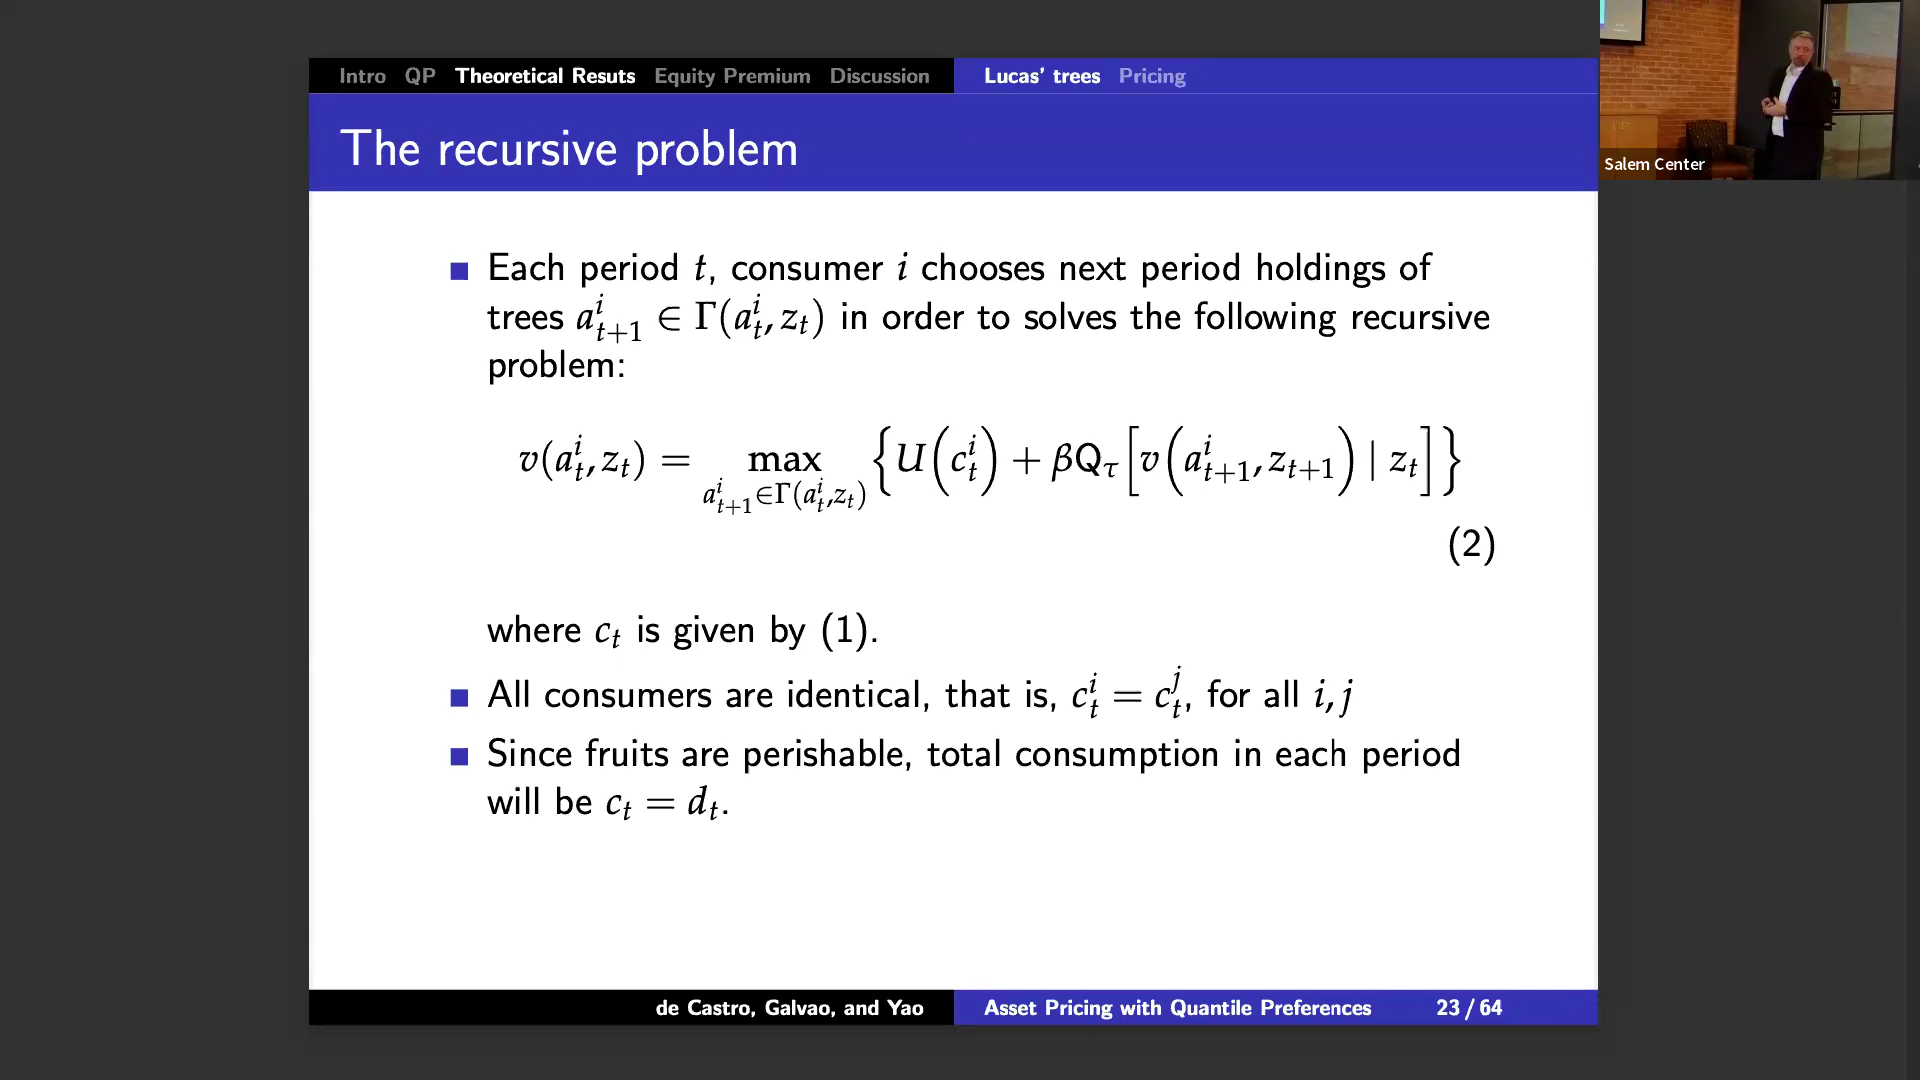 Intro QP Theoretical Resuts Equity Premium Discussion Lucas' trees Pricing
The recursive problem
Salem Center
Each period t, consumer i chooses next period holdings of
trees a^i_{t+1} ∈ Γ(a^i_t, z_t) in order to solves the following recursive
problem:
v(a^i_t, z_t) = max_{a^i_{t+1}∈Γ(a^i_t,z_t)} {U(c^i_t) + βQ_τ[v(a^i_{t+1}, z_{t+1}) | z_t]}
(2)
where c_t is given by (1).
All consumers are identical, that is, c^i_t = c^j_t, for all i, j
Since fruits are perishable, total consumption in each period
will be c_t = d_t.
de Castro, Galvao, and Yao Asset Pricing with Quantile Preferences 23 / 64